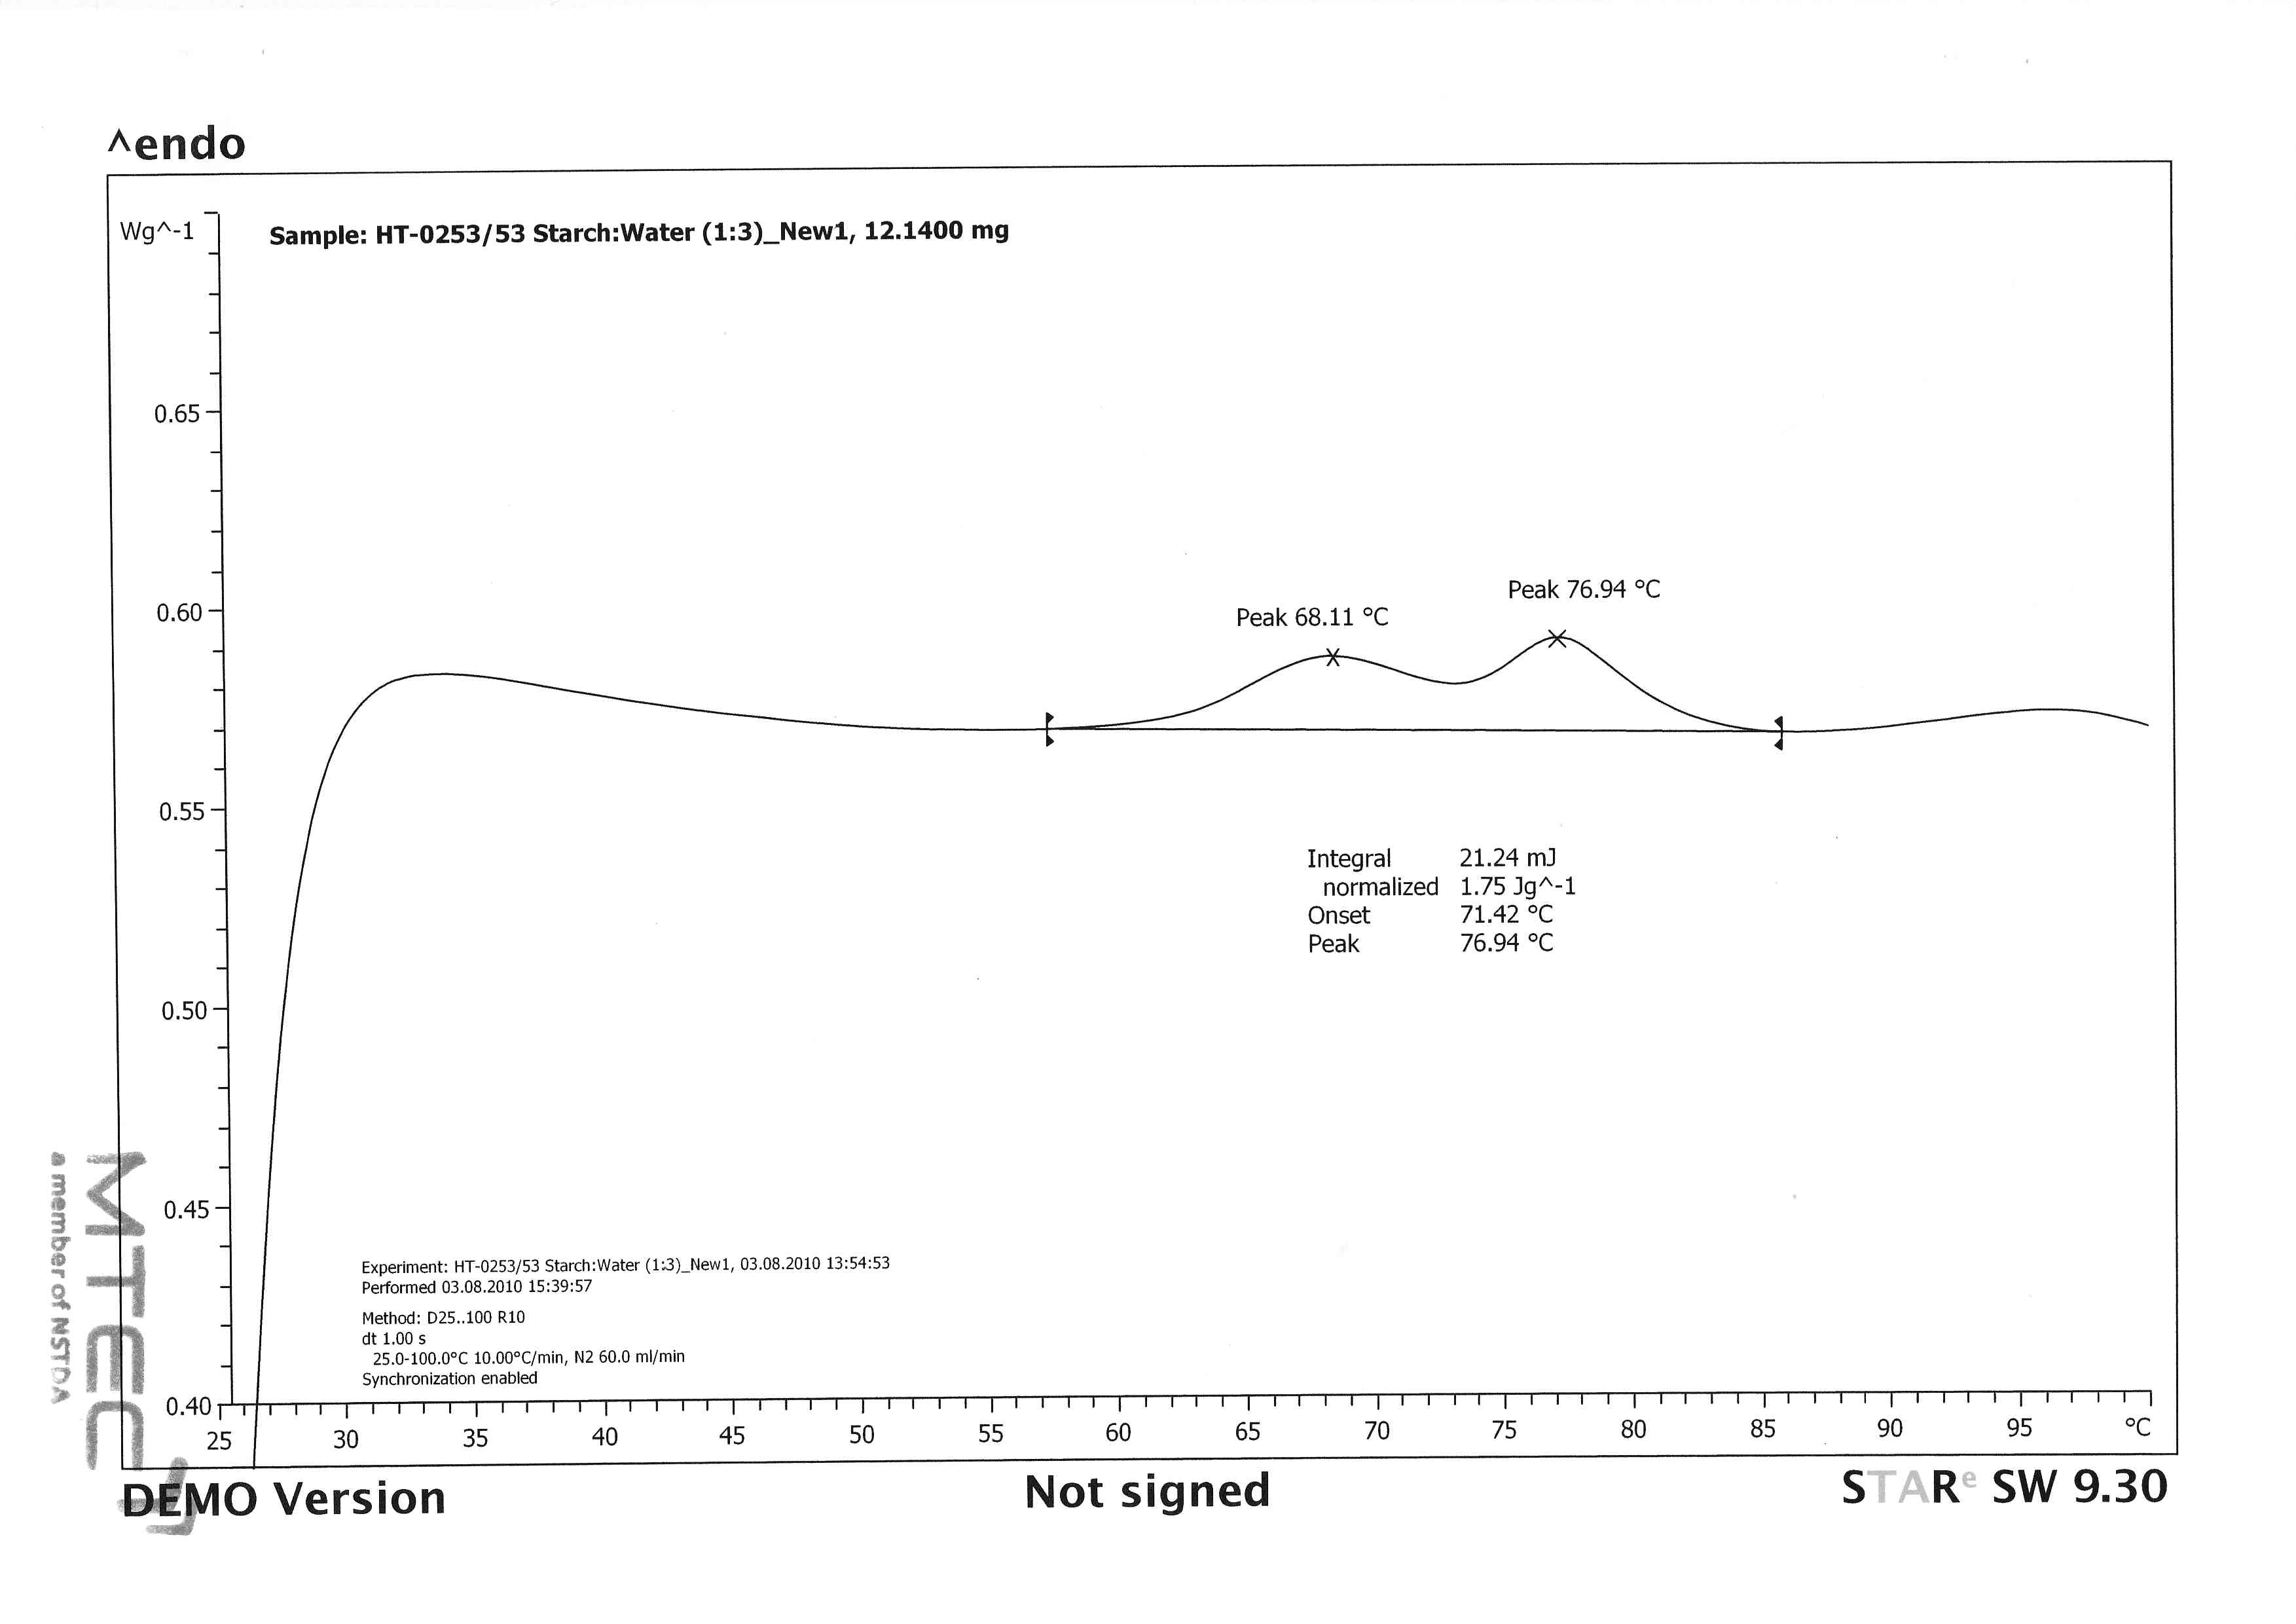 ^endo
Wg^-1
Sample: HT-0253/53 Starch:Water (1:3)_New1, 12.1400 mg
0.65
0.60
0.55
0.50
0.45
0.40
Peak 68.11 °C
Peak 76.94 °C
Integral 21.24 mJ
normalized 1.75 Jg^-1
Onset 71.42 °C
Peak 76.94 °C
Experiment: HT-0253/53 Starch:Water (1:3)_New1, 03.08.2010 13:54:53
Performed 03.08.2010 15:39:57
Method: D25..100 R10
dt 1.00 s
25.0-100.0°C 10.00°C/min, N2 60.0 ml/min
Synchronization enabled
25 30 35 40 45 50 55 60 65 70 75 80 85 90 95 °C
MTEC
a member of NSTDA
DEMO Version
Not signed
STARe SW 9.30